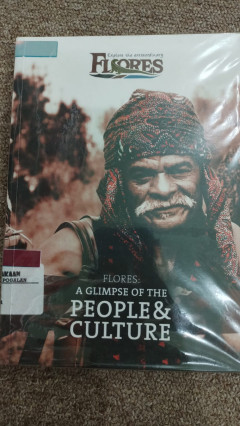 Explore the extraordinary
FLORES
FLORES:
A GLIMPSE OF THE
PEOPLE &
CULTURE